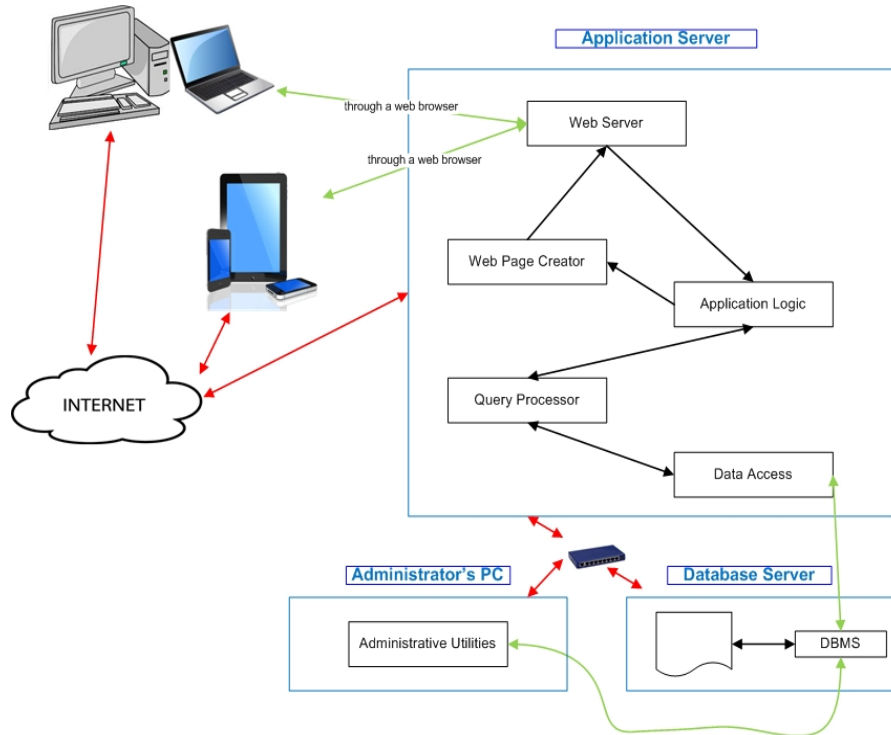 Application Server
through a web browser
Web Server
through a web browser
Web Page Creator
Application Logic
INTERNET
Query Processor
Data Access
Administrator's PC
Database Server
Administrative Utilities
DBMS